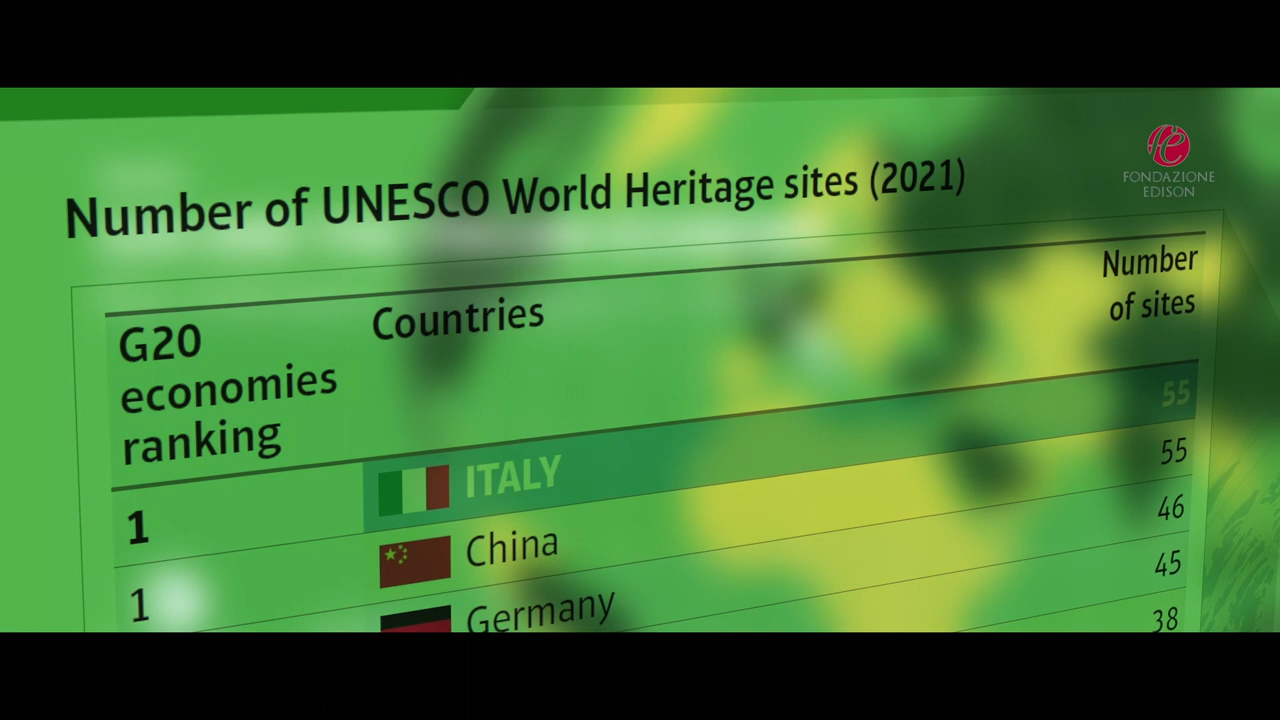 Number of UNESCO World Heritage sites (2021)
FONDAZIONE
EDISON
G20
economies
ranking
Countries
Number
of sites
1
ITALY
55
1
China
55
Germany
46
45
38